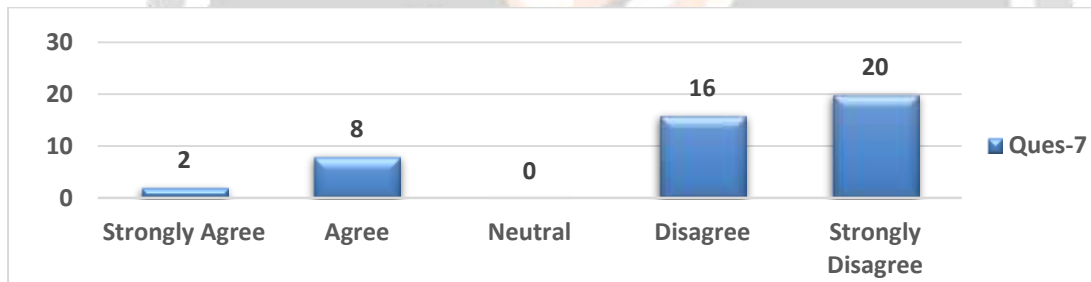 30
20
10
0
2
8
0
16
20
Strongly Agree
Agree
Neutral
Disagree
Strongly
Disagree
Ques-7